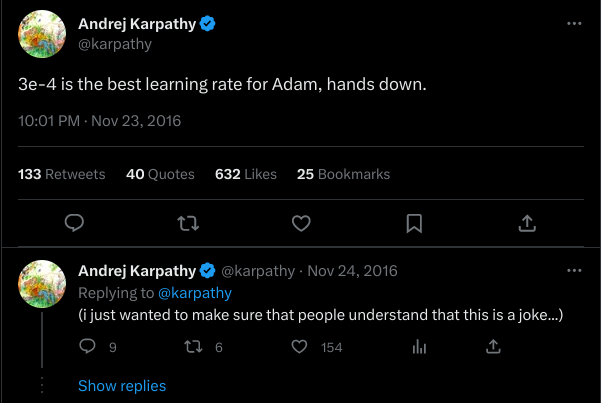 Andrej Karpathy
@karpathy
3e-4 is the best learning rate for Adam, hands down.
10:01 PM · Nov 23, 2016
133 Retweets 40 Quotes 632 Likes 25 Bookmarks
Andrej Karpathy @karpathy · Nov 24, 2016
Replying to @karpathy
(i just wanted to make sure that people understand that this is a joke...)
9 6 154
Show replies